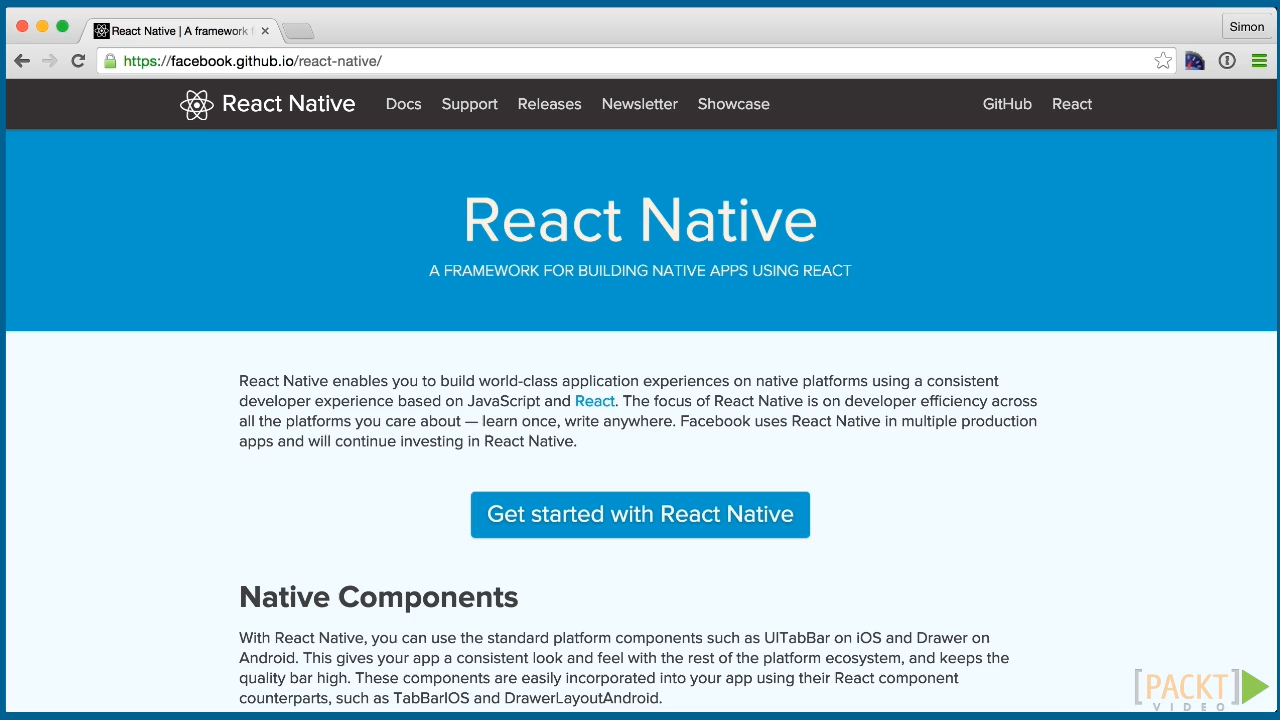 React Native | A framework f
Simon
https://facebook.github.io/react-native/
React Native Docs Support Releases Newsletter Showcase GitHub React
React Native
A FRAMEWORK FOR BUILDING NATIVE APPS USING REACT
React Native enables you to build world-class application experiences on native platforms using a consistent
developer experience based on JavaScript and React. The focus of React Native is on developer efficiency across
all the platforms you care about — learn once, write anywhere. Facebook uses React Native in multiple production
apps and will continue investing in React Native.
Get started with React Native
Native Components
With React Native, you can use the standard platform components such as UITabBar on iOS and Drawer on
Android. This gives your app a consistent look and feel with the rest of the platform ecosystem, and keeps the
quality bar high. These components are easily incorporated into your app using their React component
counterparts, such as TabBarIOS and DrawerLayoutAndroid.
[PACKT]
VIDEO